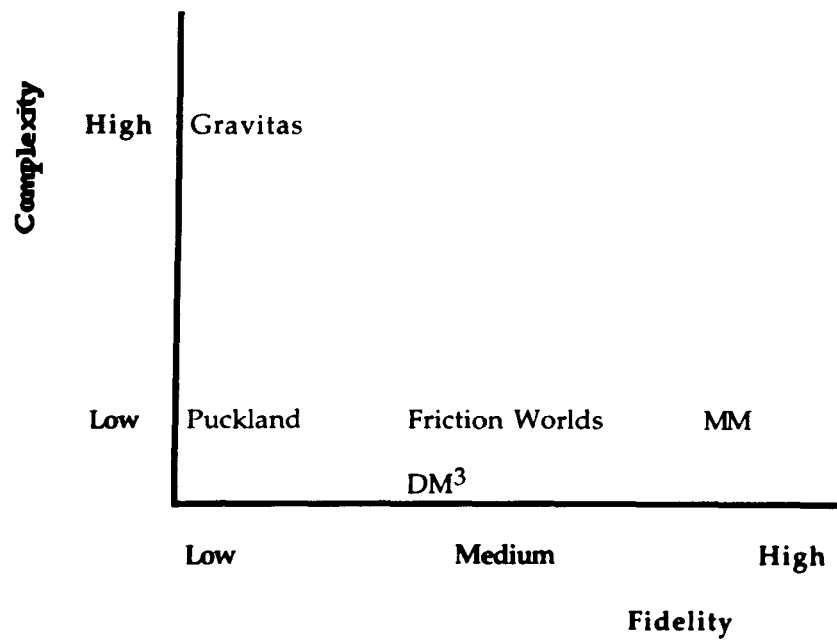 Complexity
High Gravitas
Low Puckland Friction Worlds MM
DM³
Low Medium High
Fidelity